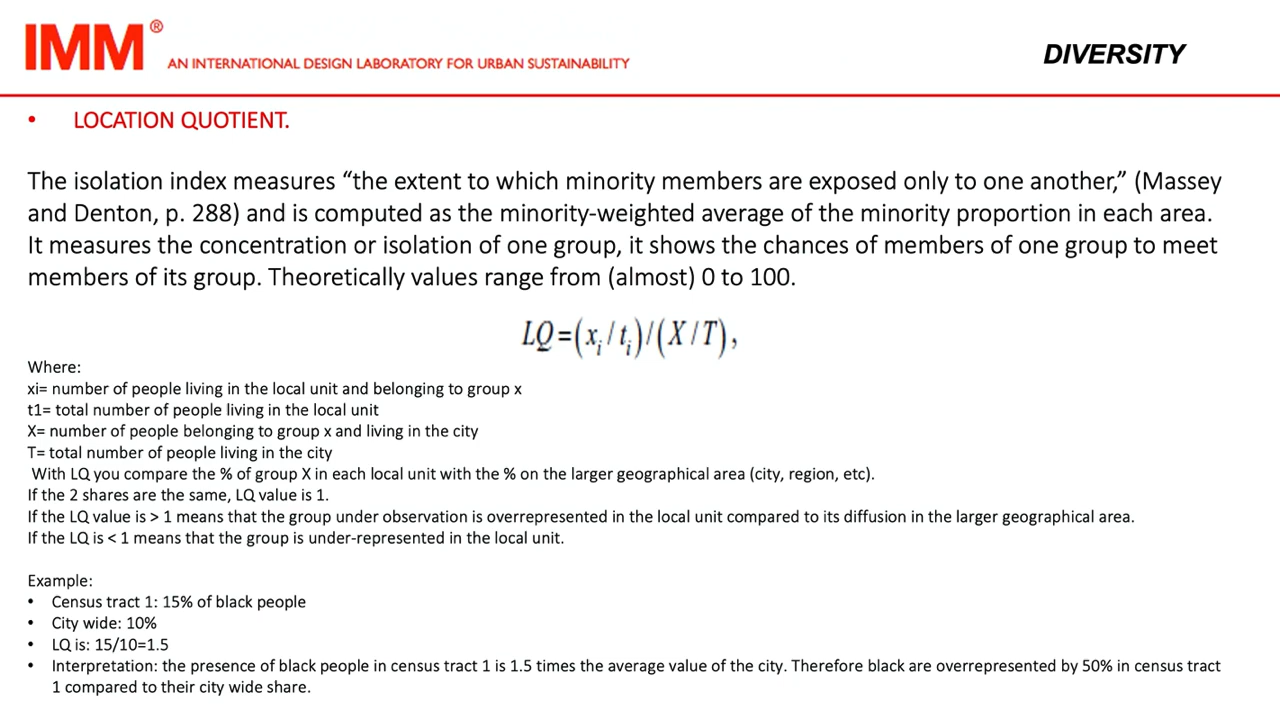 IMM®
AN INTERNATIONAL DESIGN LABORATORY FOR URBAN SUSTAINABILITY
DIVERSITY
• LOCATION QUOTIENT.
The isolation index measures “the extent to which minority members are exposed only to one another,” (Massey
and Denton, p. 288) and is computed as the minority-weighted average of the minority proportion in each area.
It measures the concentration or isolation of one group, it shows the chances of members of one group to meet
members of its group. Theoretically values range from (almost) 0 to 100.
LQ=(xᵢ/tᵢ)/(X/T),
Where:
xi= number of people living in the local unit and belonging to group x
t1= total number of people living in the local unit
X= number of people belonging to group x and living in the city
T= total number of people living in the city
With LQ you compare the % of group X in each local unit with the % on the larger geographical area (city, region, etc).
If the 2 shares are the same, LQ value is 1.
If the LQ value is > 1 means that the group under observation is overrepresented in the local unit compared to its diffusion in the larger geographical area.
If the LQ is < 1 means that the group is under-represented in the local unit.
Example:
• Census tract 1: 15% of black people
• City wide: 10%
• LQ is: 15/10=1.5
• Interpretation: the presence of black people in census tract 1 is 1.5 times the average value of the city. Therefore black are overrepresented by 50% in census tract
1 compared to their city wide share.